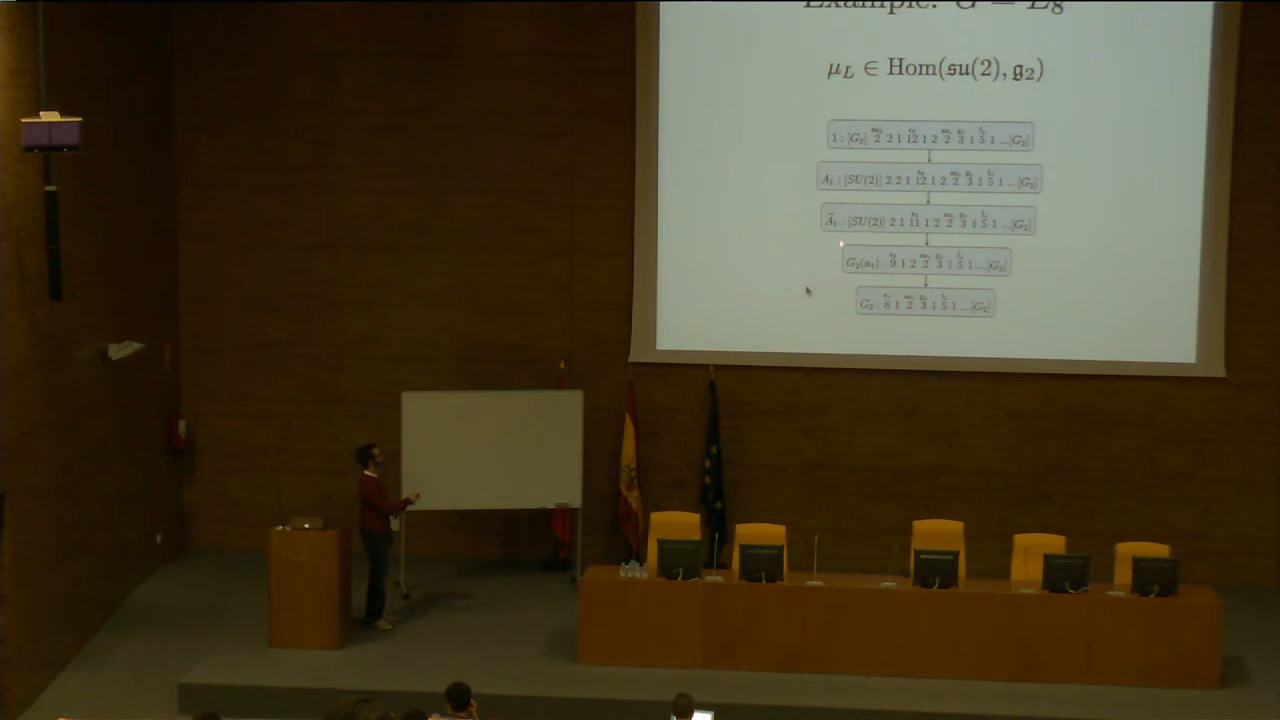 Example: G = E₈
μ_L ∈ Hom(𝔰𝔲(2), 𝔤₂)
1 : [G₂] 2 2 1 12 1 2 2 3 1 5 1 ...[G₂]
A₁ : [SU(2)] 2 2 1 12 1 2 2 3 1 5 1 ...[G₂]
Ã₁ : [SU(2)] 2 1 11 1 2 2 3 1 5 1 ...[G₂]
G₂(a₁) : 9 1 2 2 3 1 5 1 ...[G₂]
G₂ : 8 1 2 3 1 5 1 ...[G₂]